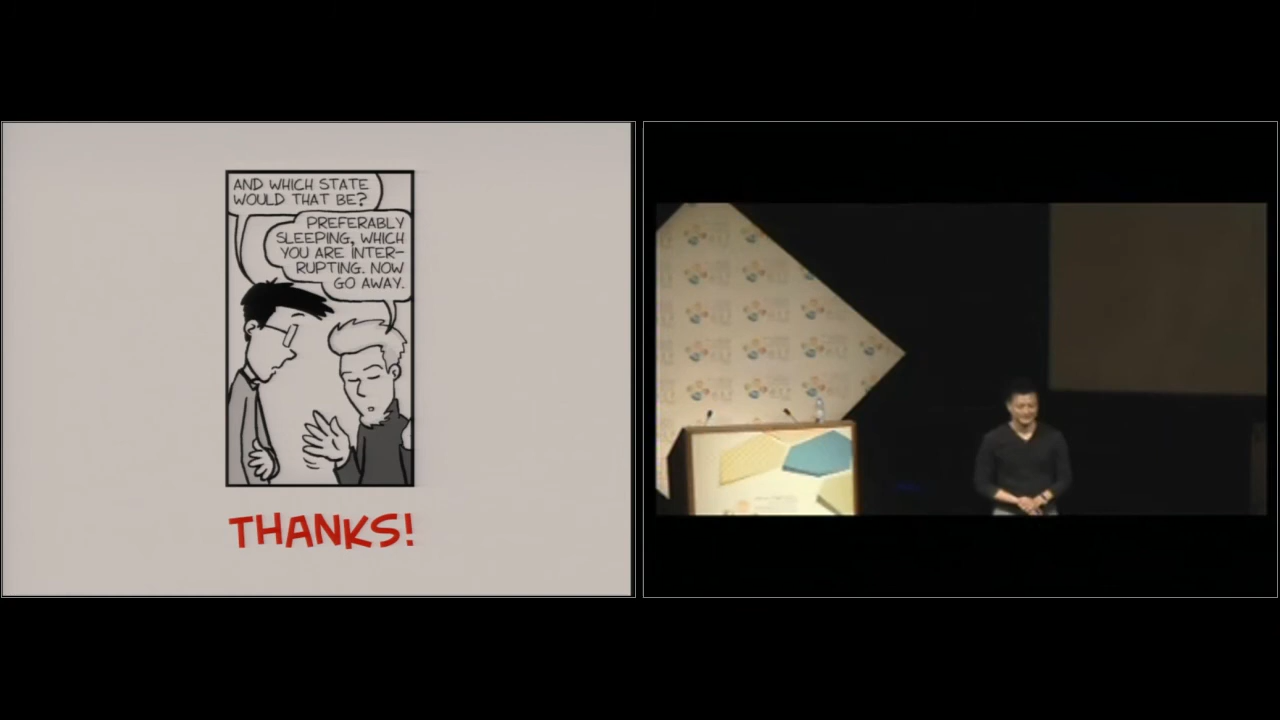 AND WHICH STATE
WOULD THAT BE?
PREFERABLY
SLEEPING, WHICH
YOU ARE INTER-
RUPTING. NOW
GO AWAY.
THANKS!